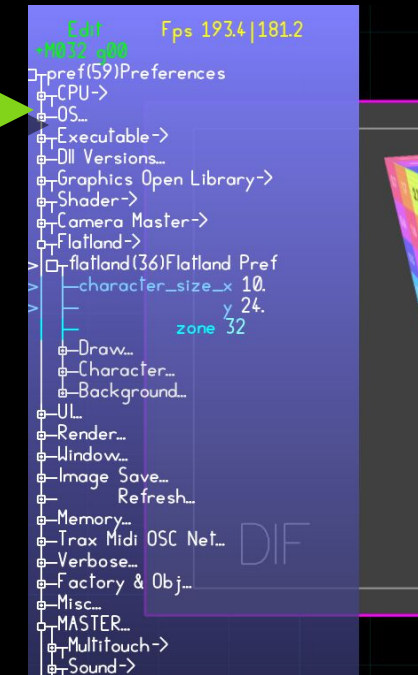 Edit Fps 193.4|181.2
+M032 g00
pref(59)Preferences
CPU->
OS...
Executable->
Dll Versions...
Graphics Open Library->
Shader->
Camera Master->
Flatland->
> flatland(36)Flatland Pref
> character_size_x 10.
> y 24.
zone 32
Draw...
Character...
Background...
UI...
Render...
Window...
Image Save...
Refresh...
Memory...
Trax Midi OSC Net...
Verbose...
Factory & Obj...
Misc...
MASTER...
Multitouch->
Sound->
DIF